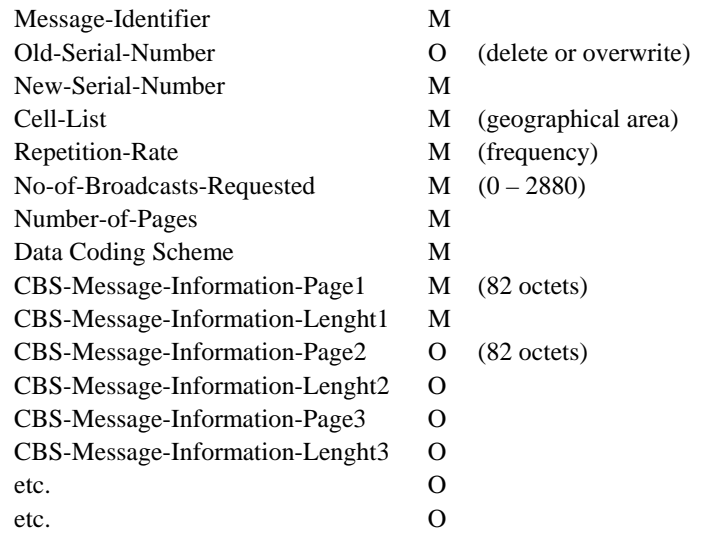 Message-Identifier M
Old-Serial-Number O (delete or overwrite)
New-Serial-Number M
Cell-List M (geographical area)
Repetition-Rate M (frequency)
No-of-Broadcasts-Requested M (0 – 2880)
Number-of-Pages M
Data Coding Scheme M
CBS-Message-Information-Page1 M (82 octets)
CBS-Message-Information-Lenght1 M
CBS-Message-Information-Page2 O (82 octets)
CBS-Message-Information-Lenght2 O
CBS-Message-Information-Page3 O
CBS-Message-Information-Lenght3 O
etc. O
etc. O